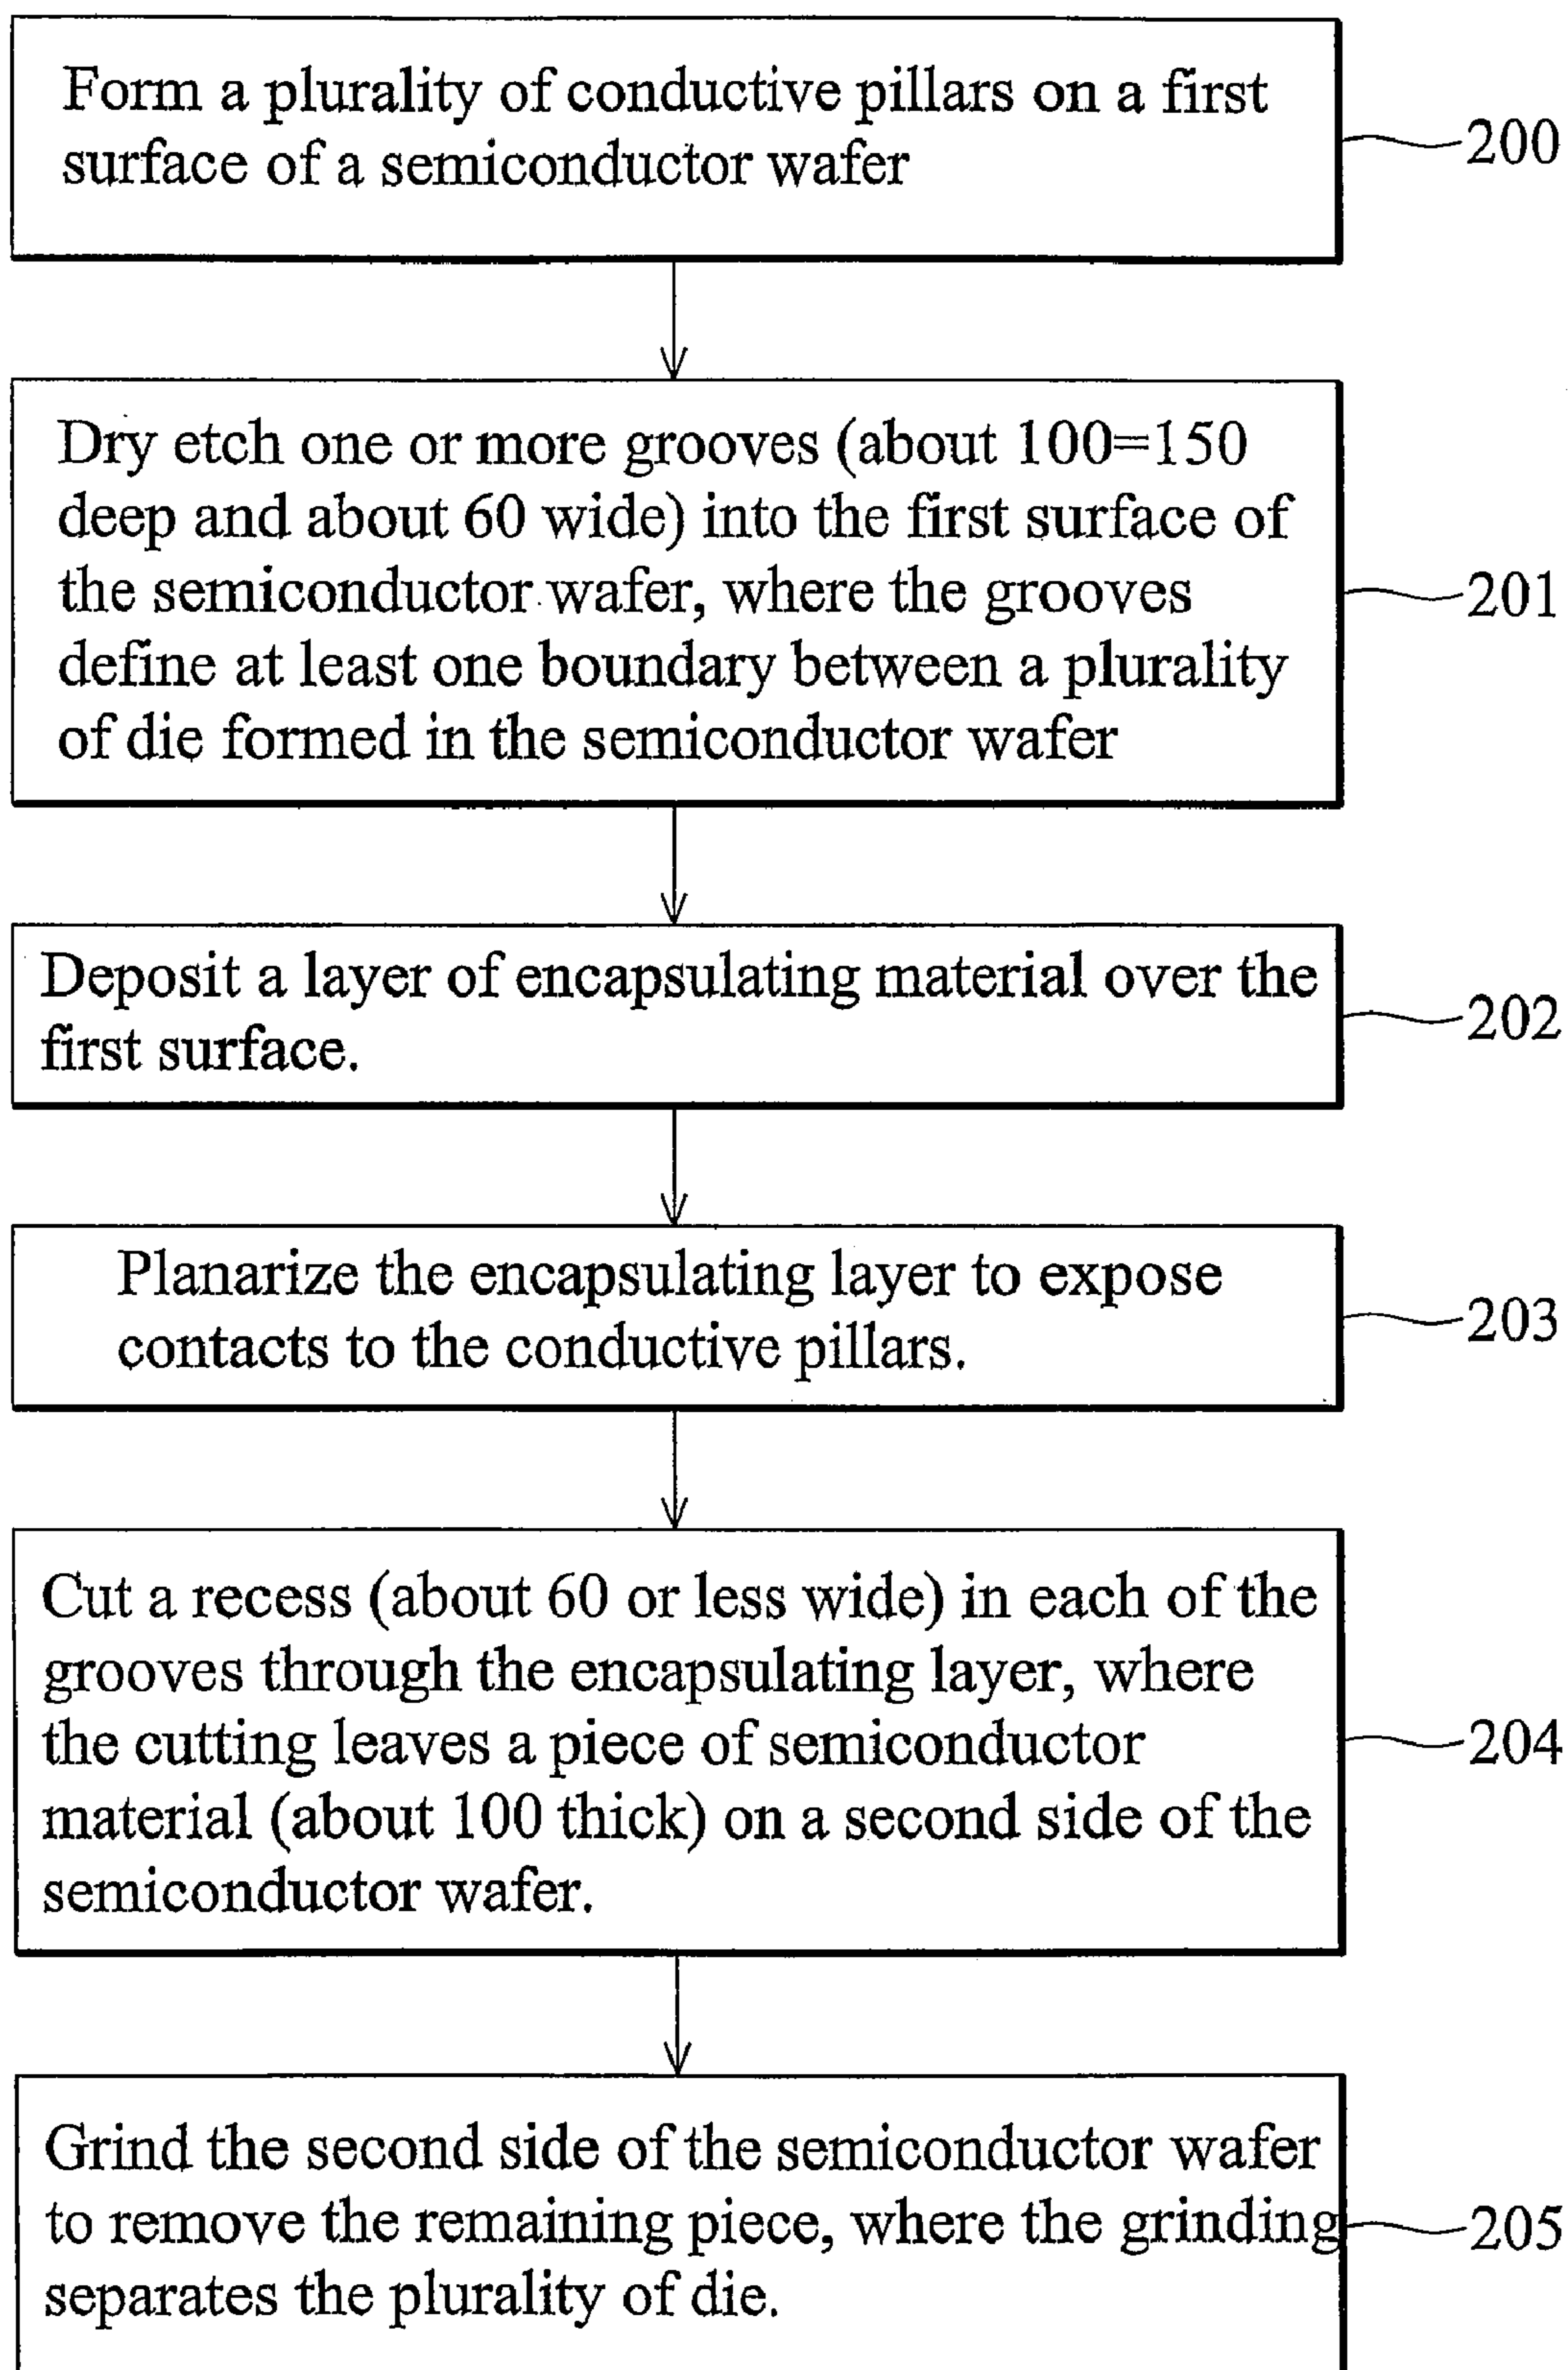 Form a plurality of conductive pillars on a first
surface of a semiconductor wafer
200
Dry etch one or more grooves (about 100=150
deep and about 60 wide) into the first surface of
the semiconductor wafer, where the grooves
define at least one boundary between a plurality
of die formed in the semiconductor wafer
201
Deposit a layer of encapsulating material over the
first surface.
202
Planarize the encapsulating layer to expose
contacts to the conductive pillars.
203
Cut a recess (about 60 or less wide) in each of the
grooves through the encapsulating layer, where
the cutting leaves a piece of semiconductor
material (about 100 thick) on a second side of the
semiconductor wafer.
204
Grind the second side of the semiconductor wafer
to remove the remaining piece, where the grinding
separates the plurality of die.
205